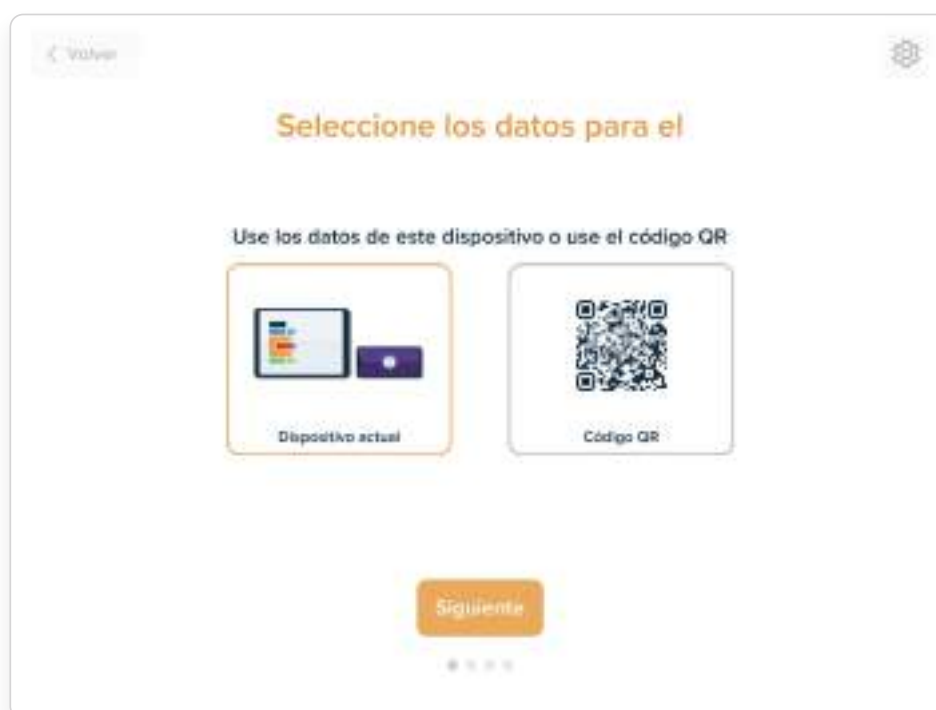 Volver
Seleccione los datos para el
Use los datos de este dispositivo o use el código QR
Dispositivo actual
Código QR
Siguiente